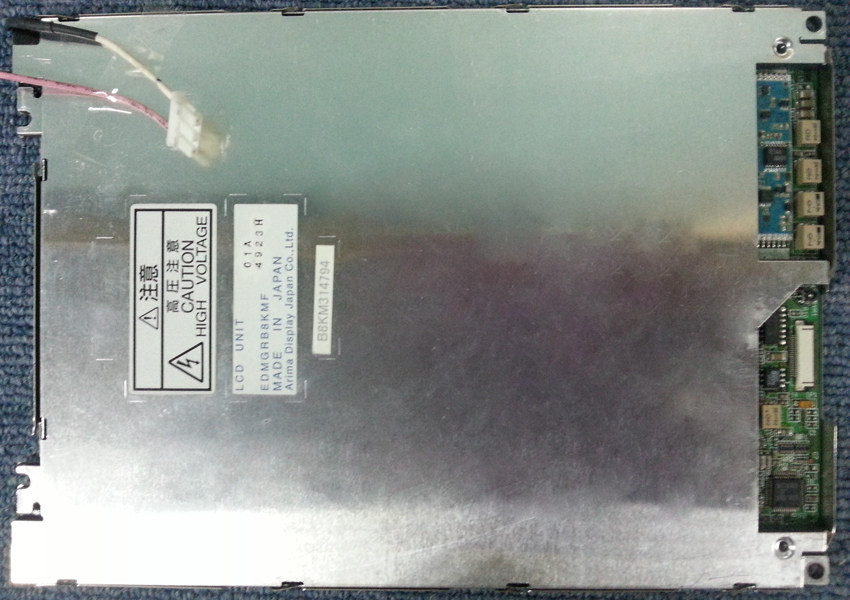 ⚠注意
高圧注意
CAUTION
HIGH VOLTAGE
LCD UNIT 01A
EDMGRB8KMF 4923H
MADE IN JAPAN
Arima Display Japan Co.,Ltd.
B8KM314794